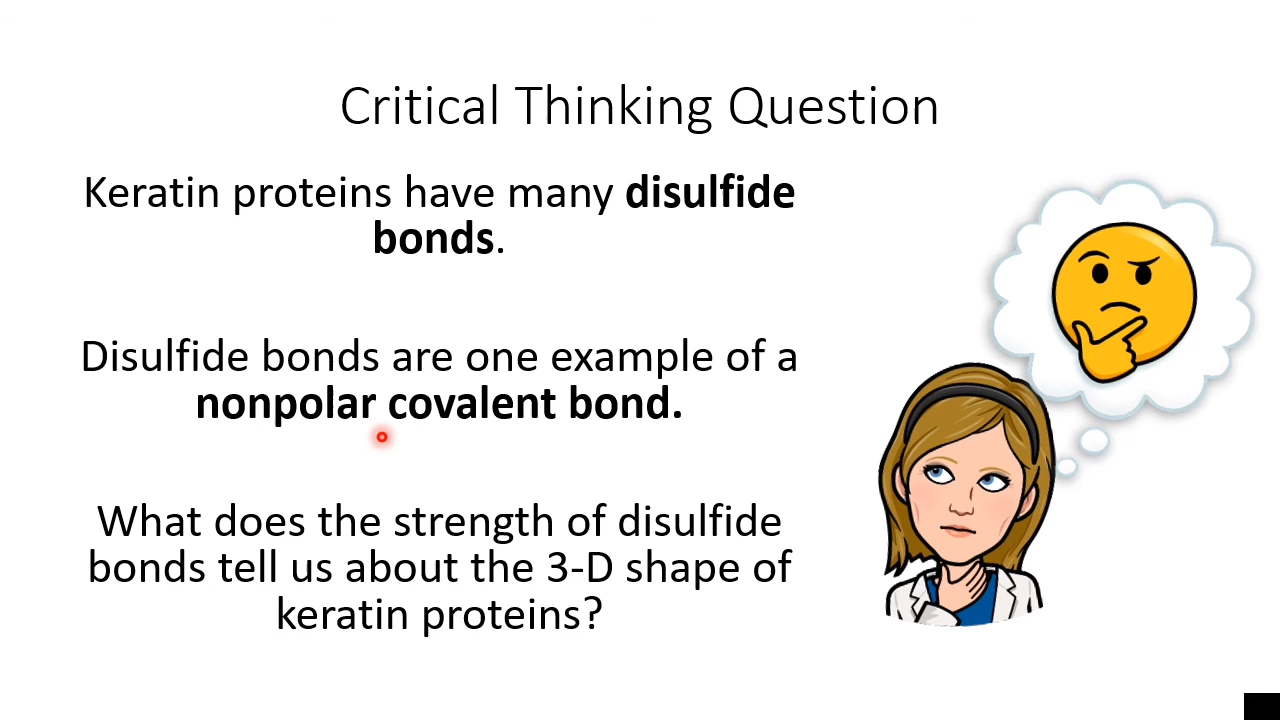 Critical Thinking Question
Keratin proteins have many disulfide
bonds.
Disulfide bonds are one example of a
nonpolar covalent bond.
What does the strength of disulfide
bonds tell us about the 3-D shape of
keratin proteins?